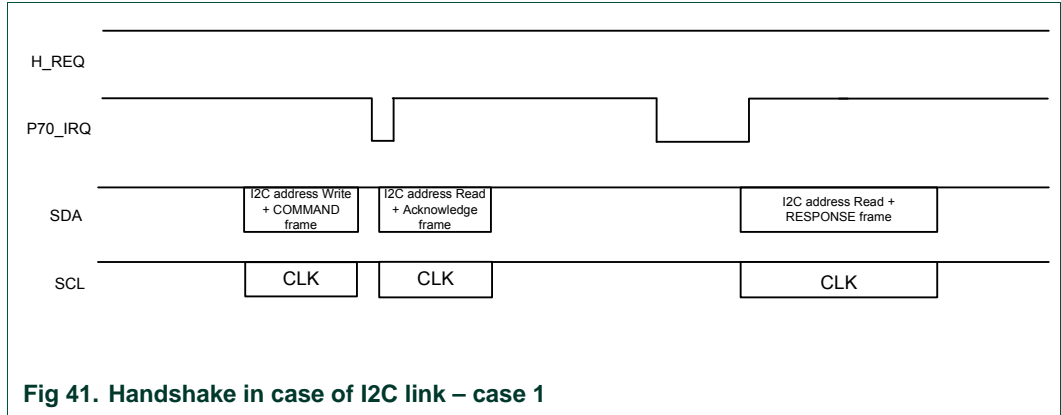 H_REQ
P70_IRQ
SDA
I2C address Write
+ COMMAND
frame
I2C address Read
+ Acknowledge
frame
I2C address Read +
RESPONSE frame
SCL
CLK
CLK
CLK
Fig 41. Handshake in case of I2C link – case 1